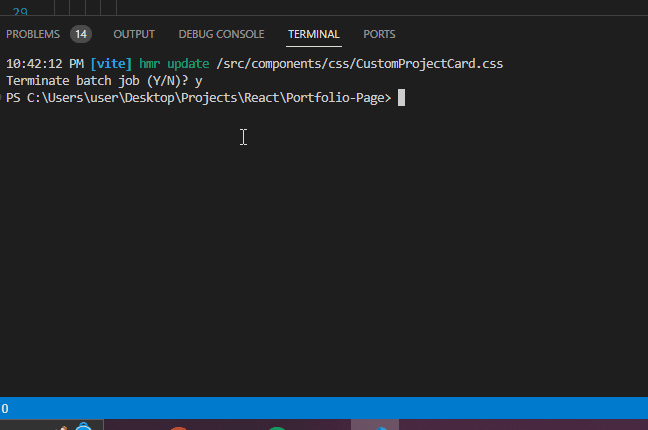 29
PROBLEMS 14 OUTPUT DEBUG CONSOLE TERMINAL PORTS
10:42:12 PM [vite] hmr update /src/components/css/CustomProjectCard.css
Terminate batch job (Y/N)? y
PS C:\Users\user\Desktop\Projects\React\Portfolio-Page>
0